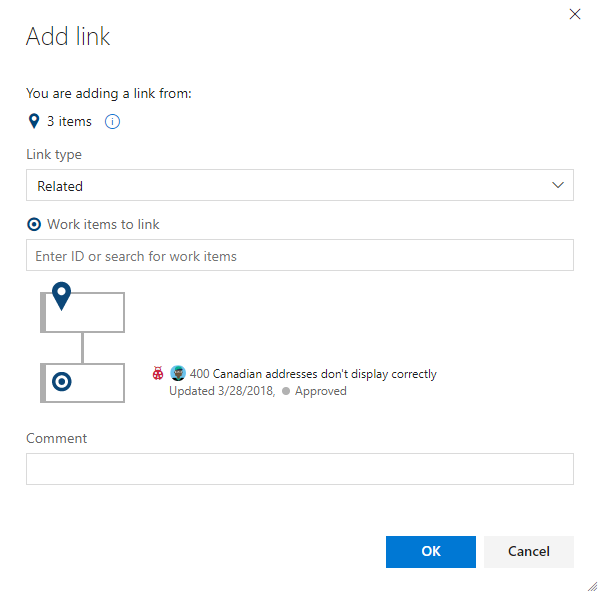 Add link
You are adding a link from:
3 items
Link type
Related
Work items to link
Enter ID or search for work items
400 Canadian addresses don't display correctly
Updated 3/28/2018, Approved
Comment
OK
Cancel